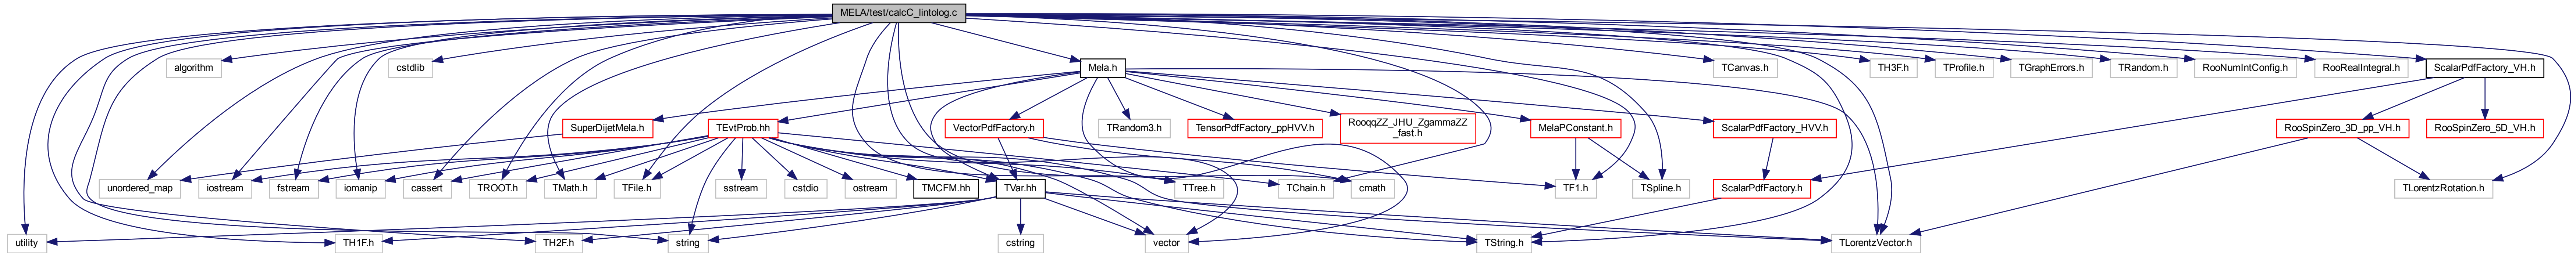 MELA/test/calcC_lintolog.c
algorithm
cstdlib
Mela.h
TCanvas.h
TH3F.h
TProfile.h
TGraphErrors.h
TRandom.h
RooNumIntConfig.h
RooRealIntegral.h
ScalarPdfFactory_VH.h
SuperDijetMela.h
TEvtProb.hh
VectorPdfFactory.h
TRandom3.h
TensorPdfFactory_ppHVV.h
RooqqZZ_JHU_ZgammaZZ
_fast.h
MelaPConstant.h
ScalarPdfFactory_HVV.h
RooSpinZero_3D_pp_VH.h
RooSpinZero_5D_VH.h
unordered_map
iostream
fstream
iomanip
cassert
TROOT.h
TMath.h
TFile.h
sstream
cstdio
ostream
TMCFM.hh
TVar.hh
TTree.h
TChain.h
cmath
TF1.h
TSpline.h
ScalarPdfFactory.h
TLorentzRotation.h
utility
TH1F.h
TH2F.h
string
cstring
vector
TString.h
TLorentzVector.h